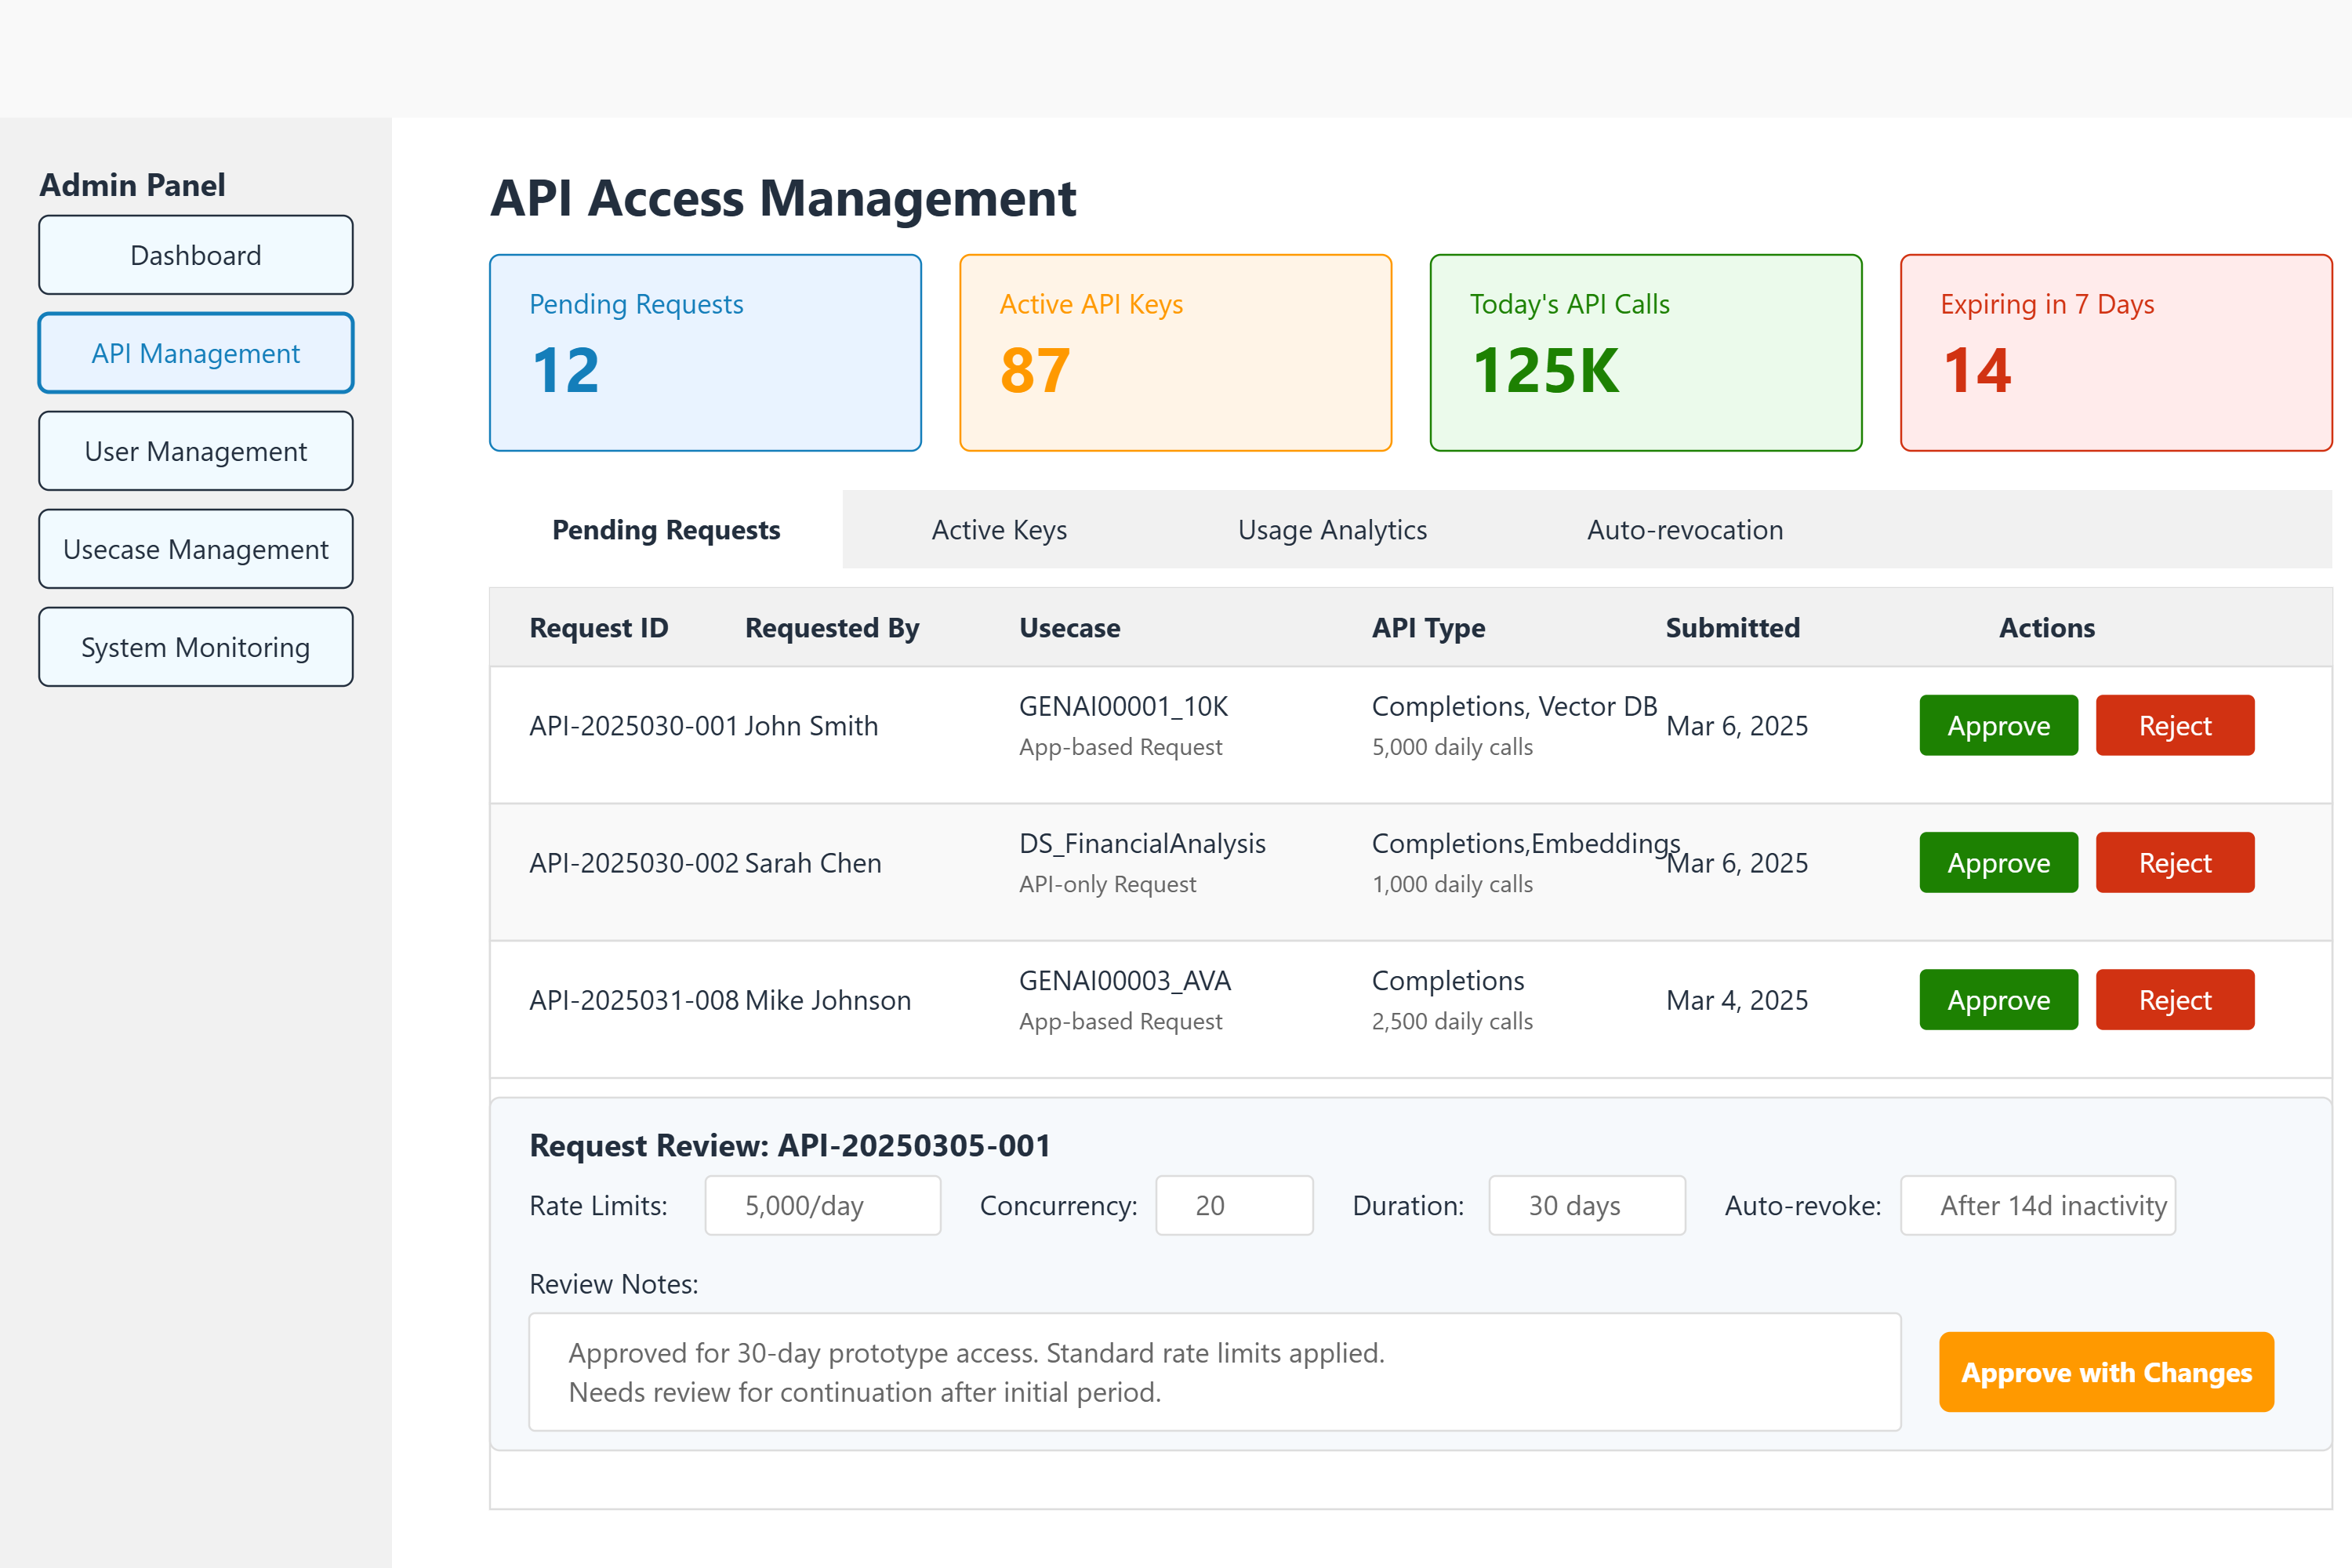 Admin Panel
Dashboard
API Management
User Management
Usecase Management
System Monitoring
API Access Management
Pending Requests
12
Active API Keys
87
Today's API Calls
125K
Expiring in 7 Days
14
Pending Requests Active Keys Usage Analytics Auto-revocation
Request ID Requested By Usecase API Type Submitted Actions
API-2025030-001 John Smith GENAI00001_10K Completions, Vector DB Mar 6, 2025 Approve Reject
App-based Request 5,000 daily calls
API-2025030-002 Sarah Chen DS_FinancialAnalysis Completions,Embeddings Mar 6, 2025 Approve Reject
API-only Request 1,000 daily calls
API-2025031-008 Mike Johnson GENAI00003_AVA Completions Mar 4, 2025 Approve Reject
App-based Request 2,500 daily calls
Request Review: API-20250305-001
Rate Limits: 5,000/day Concurrency: 20 Duration: 30 days Auto-revoke: After 14d inactivity
Review Notes:
Approved for 30-day prototype access. Standard rate limits applied.
Needs review for continuation after initial period.
Approve with Changes